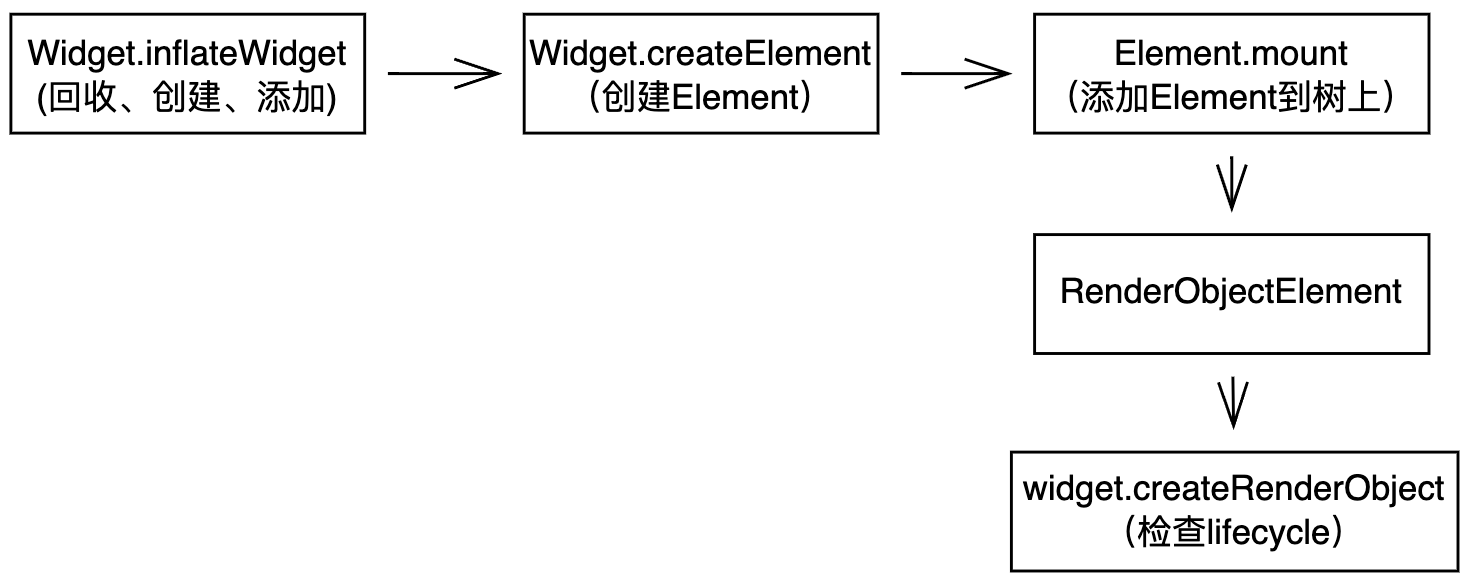 Widget.inflateWidget
(回收、创建、添加)
Widget.createElement
（创建Element）
Element.mount
（添加Element到树上）
RenderObjectElement
widget.createRenderObject
（检查lifecycle）